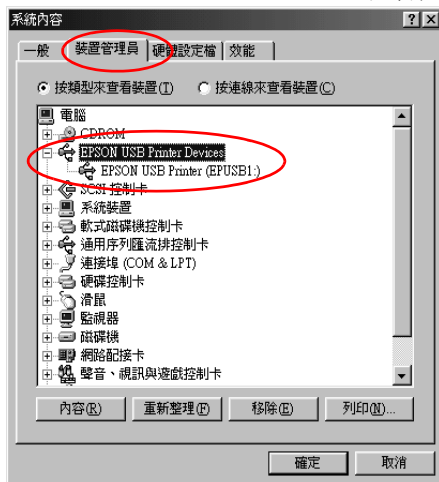 系統內容
? ×
一般 裝置管理員 硬體設定檔 效能
按類型來查看裝置(T) 按連線來查看裝置(C)
電腦
CDROM
EPSON USB Printer Devices
EPSON USB Printer (EPUSB1:)
SCSI 控制卡
系統裝置
軟式磁碟機控制卡
通用序列匯流排控制卡
連接埠 (COM & LPT)
硬碟控制卡
滑鼠
監視器
磁碟機
網路配接卡
聲音、視訊與遊戲控制卡
內容(R) 重新整理(F) 移除(E) 列印(N)...
確定 取消